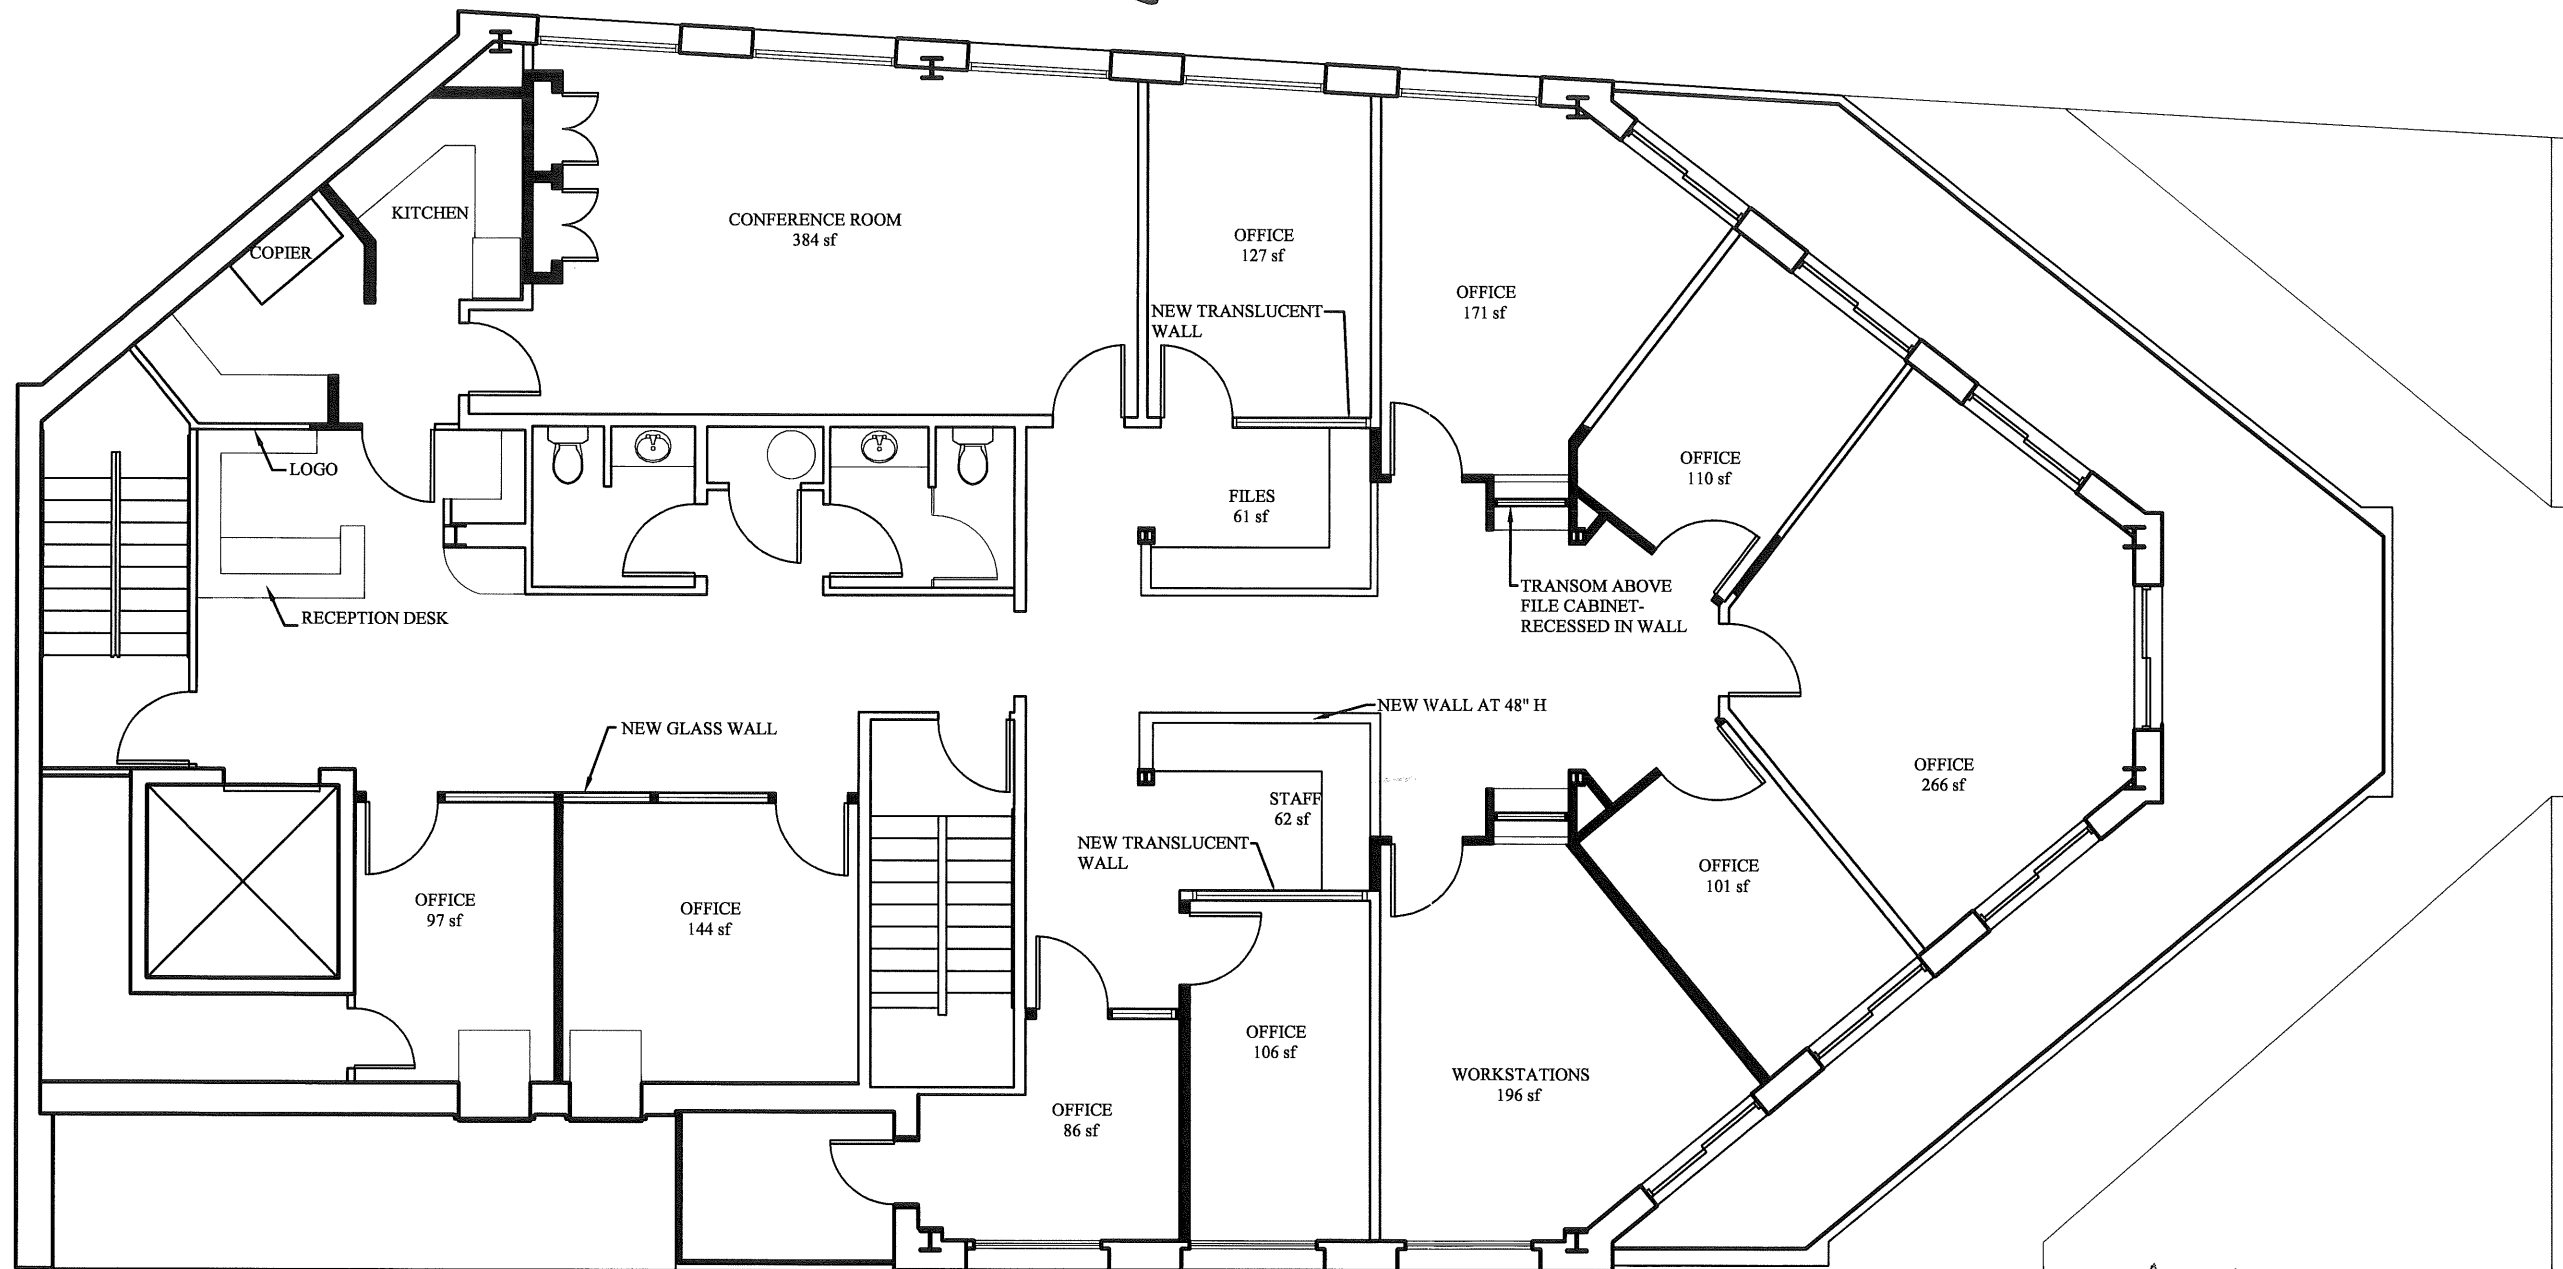 KITCHEN
COPIER
CONFERENCE ROOM
384 sf
OFFICE
127 sf
NEW TRANSLUCENT
WALL
OFFICE
171 sf
OFFICE
110 sf
LOGO
FILES
61 sf
RECEPTION DESK
TRANSOM ABOVE
FILE CABINET-
RECESSED IN WALL
NEW WALL AT 48" H
NEW GLASS WALL
OFFICE
266 sf
STAFF
62 sf
NEW TRANSLUCENT
WALL
OFFICE
101 sf
OFFICE
97 sf
OFFICE
144 sf
OFFICE
106 sf
WORKSTATIONS
196 sf
OFFICE
86 sf